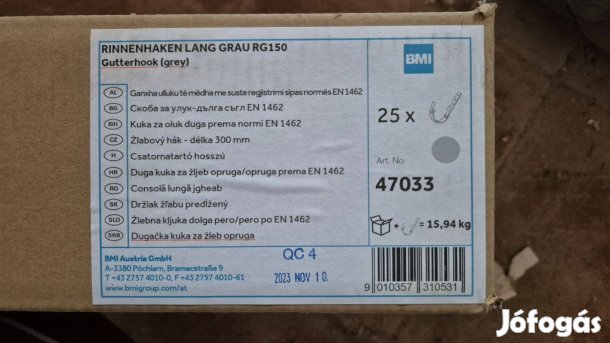 RINNENHAKEN LANG GRAU RG150
Gutterhook (grey)
BMI
AL Ganxha ulluku të mëdha me suste regjistrimi sipas normës EN 1462
BG Скоба за улук-дълга съгл EN 1462
BiH Kuka za oluk duga prema normi EN 1462
CZ Žlabový hák - délka 300 mm
H Csatornatartó hosszú
HR Duga kuka za žljeb opruga/opruga prema EN 1462
RO Consolă lungă jgheab
SK Držiak žľabu predĺžený
SLO Žlebna kljuka dolga pero/pero po EN 1462
SRB Dugačka kuka za žleb opruga
25 x
Art. No.
47033
+ = 15,94 kg
BMI Austria GmbH
A-3380 Pöchlarn, Bramacstraße 9
T +43 2757 4010-0, F +43 2757 4010-61
www.bmigroup.com/at
QC 4
2023 NOV 10.
9 010357 310531
Jófogás